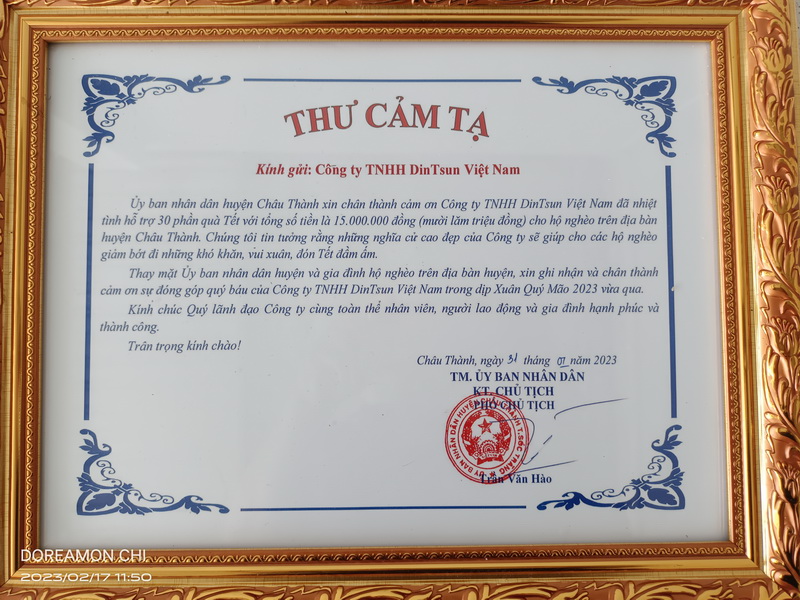 THƯ CẢM TẠ
Kính gửi: Công ty TNHH DinTsun Việt Nam
Ủy ban nhân dân huyện Châu Thành xin chân thành cảm ơn Công ty TNHH DinTsun Việt Nam đã nhiệt
tình hỗ trợ 30 phần quà Tết với tổng số tiền là 15.000.000 đồng (mười lăm triệu đồng) cho hộ nghèo trên địa bàn
huyện Châu Thành. Chúng tôi tin tưởng rằng những nghĩa cử cao đẹp của Công ty sẽ giúp cho các hộ nghèo
giảm bớt đi những khó khăn, vui xuân, đón Tết đầm ấm.
Thay mặt Ủy ban nhân dân huyện và gia đình hộ nghèo trên địa bàn huyện, xin ghi nhận và chân thành
cảm ơn sự đóng góp quý báu của Công ty TNHH DinTsun Việt Nam trong dịp Xuân Quý Mão 2023 vừa qua.
Kính chúc Quý lãnh đạo Công ty cùng toàn thể nhân viên, người lao động và gia đình hạnh phúc và
thành công.
Trân trọng kính chào!
Châu Thành, ngày 31 tháng 01 năm 2023
TM. ỦY BAN NHÂN DÂN
KT. CHỦ TỊCH
PHÓ CHỦ TỊCH
ỦY BAN NHÂN DÂN HUYỆN CHÂU THÀNH T. SÓC TRĂNG
Trần Văn Hào
DOREAMON CHI
2023/02/17 11:50